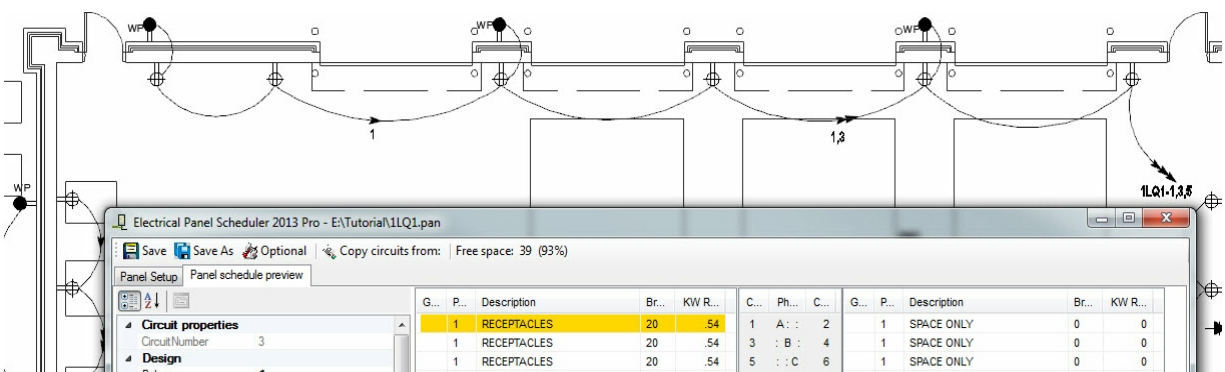 WP WP WP
1 1,3
1LQ1-1,3,5
WP
Electrical Panel Scheduler 2013 Pro - E:\Tutorial\1LQ1.pan
Save Save As Optional Copy circuits from: Free space: 39 (93%)
Panel Setup Panel schedule preview
G... P... Description Br... KW R... C... Ph... C... G... P... Description Br... KW R...
Circuit properties 1 RECEPTACLES 20 .54 1 A : : 2 1 SPACE ONLY 0 0
CircuitNumber 3 1 RECEPTACLES 20 .54 3 : B : 4 1 SPACE ONLY 0 0
Design 1 RECEPTACLES 20 .54 5 : : C 6 1 SPACE ONLY 0 0